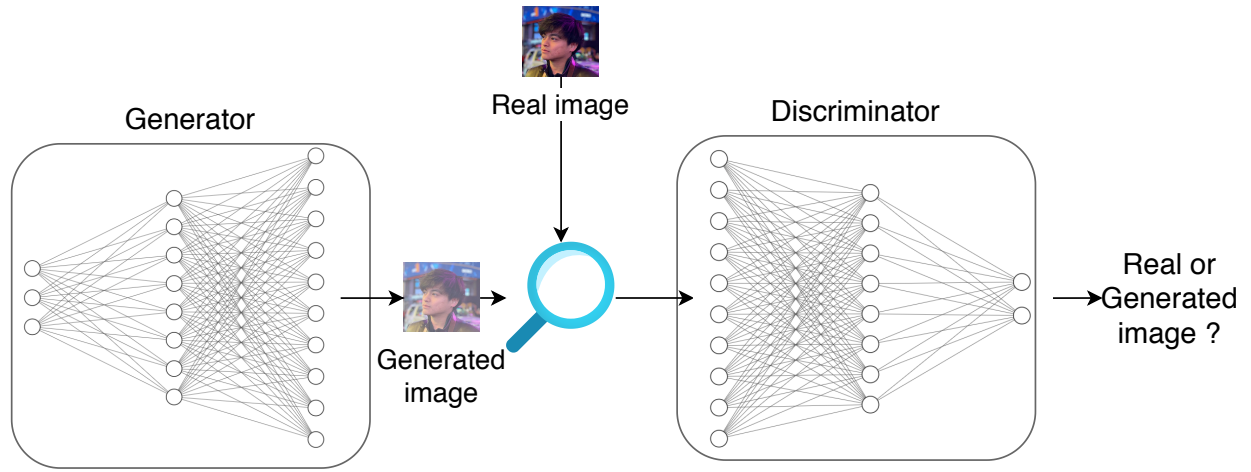 Real image
Generator
Discriminator
Generated
image
Real or
Generated
image ?